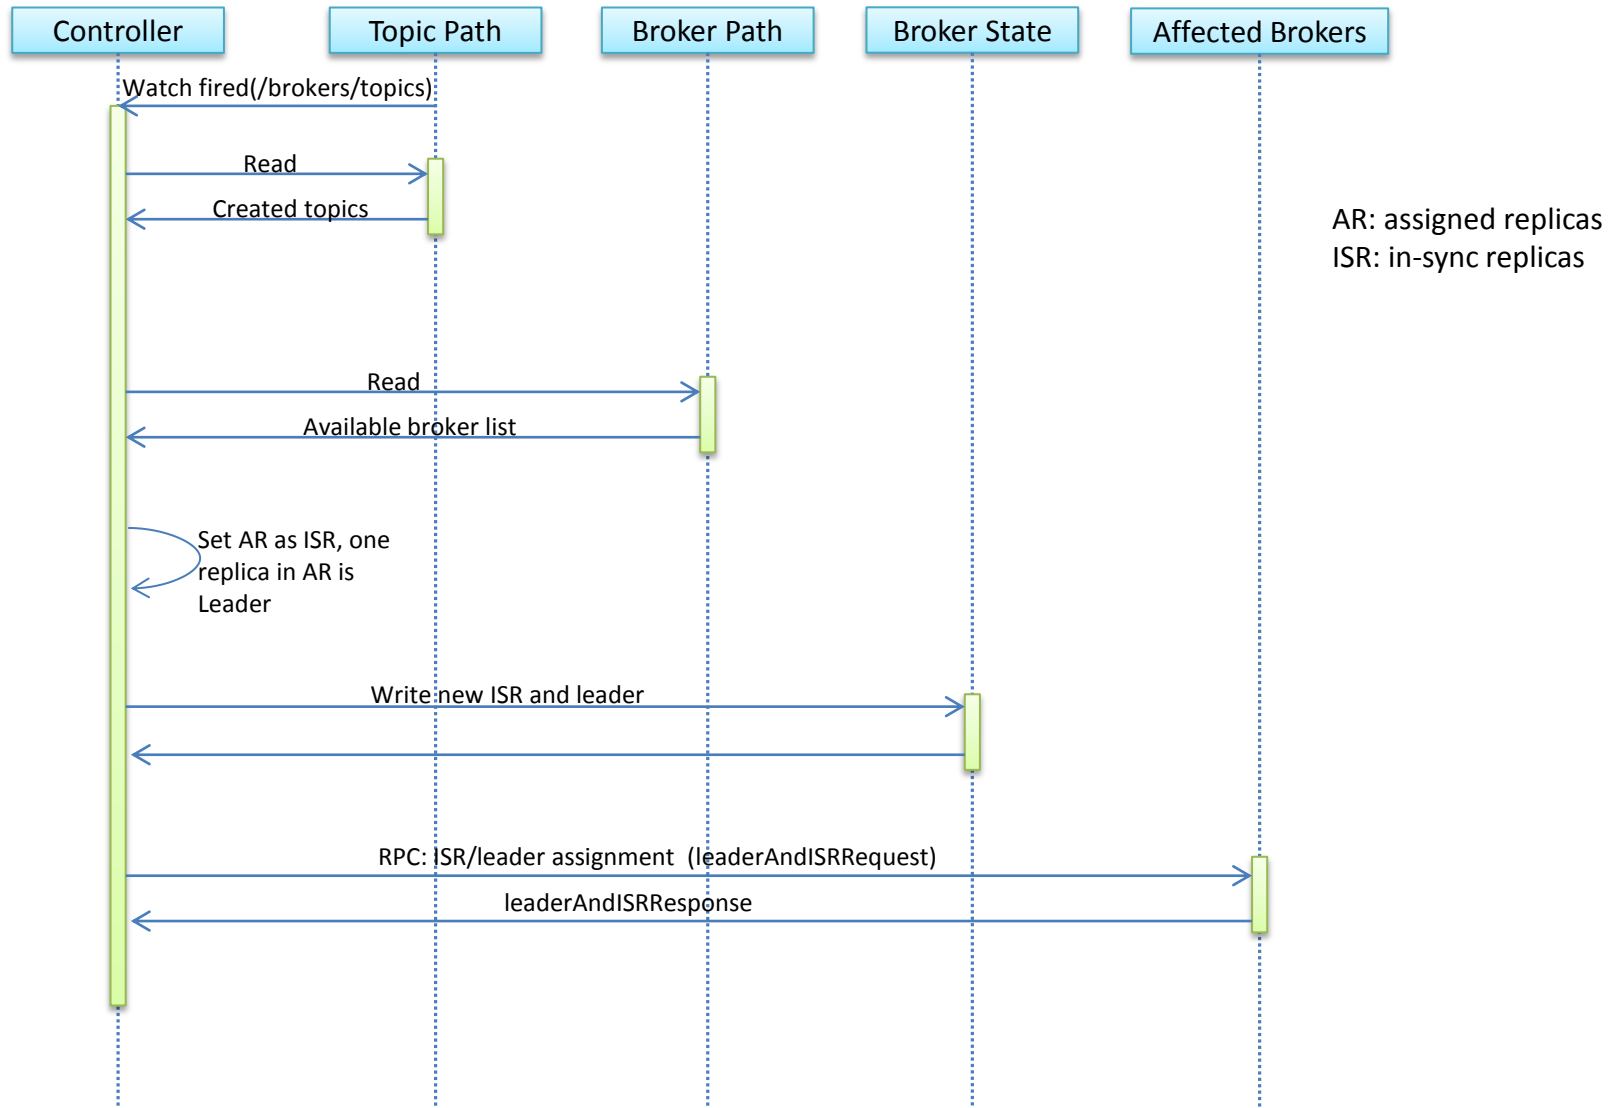 Controller
Topic Path
Broker Path
Broker State
Affected Brokers
Watch fired(/brokers/topics)
Read
Created topics
AR: assigned replicas
ISR: in-sync replicas
Read
Available broker list
Set AR as ISR, one
replica in AR is
Leader
Write new ISR and leader
RPC: ISR/leader assignment (leaderAndISRRequest)
leaderAndISRResponse